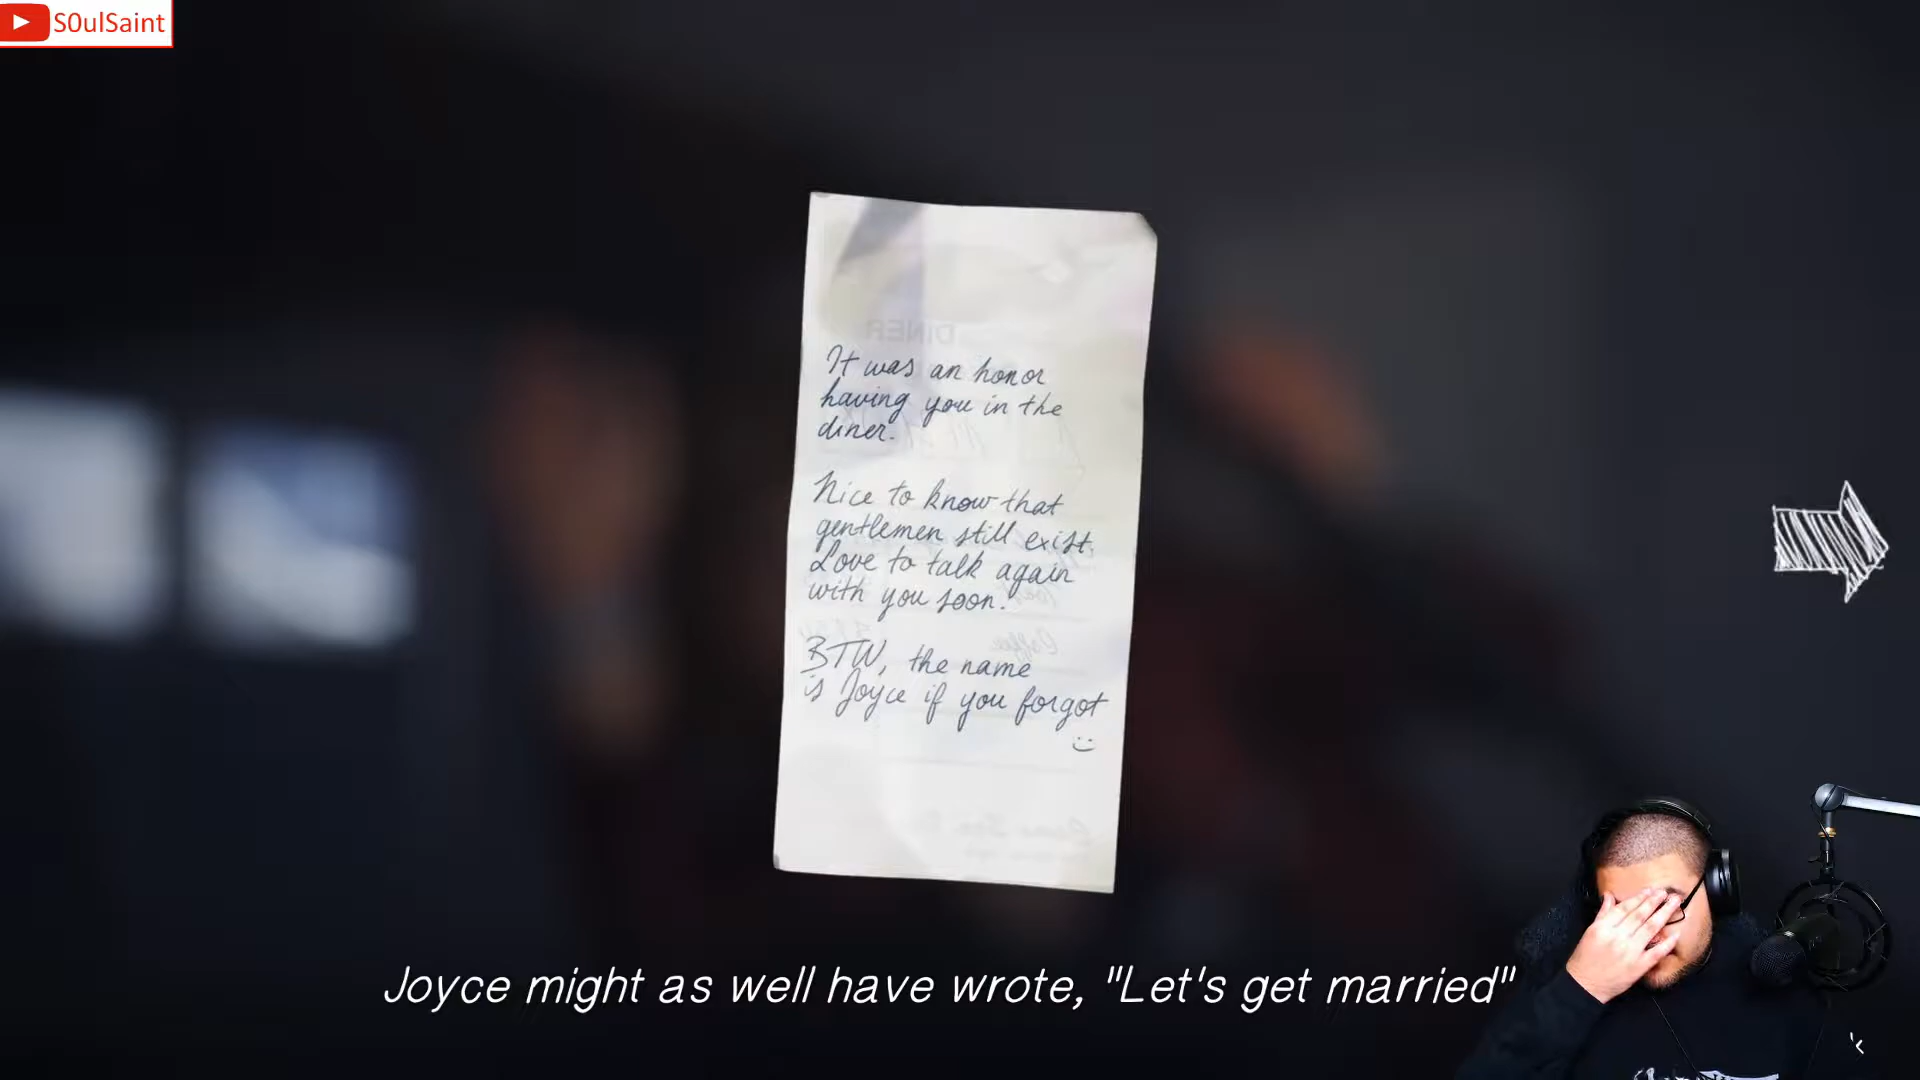 S0ulSaint
DINER
It was an honor
having you in the
diner.
Nice to know that
gentlemen still exist.
Love to talk again
with you soon.
BTW, the name
is Joyce if you forgot
Coffee
Joyce might as well have wrote, "Let's get married"